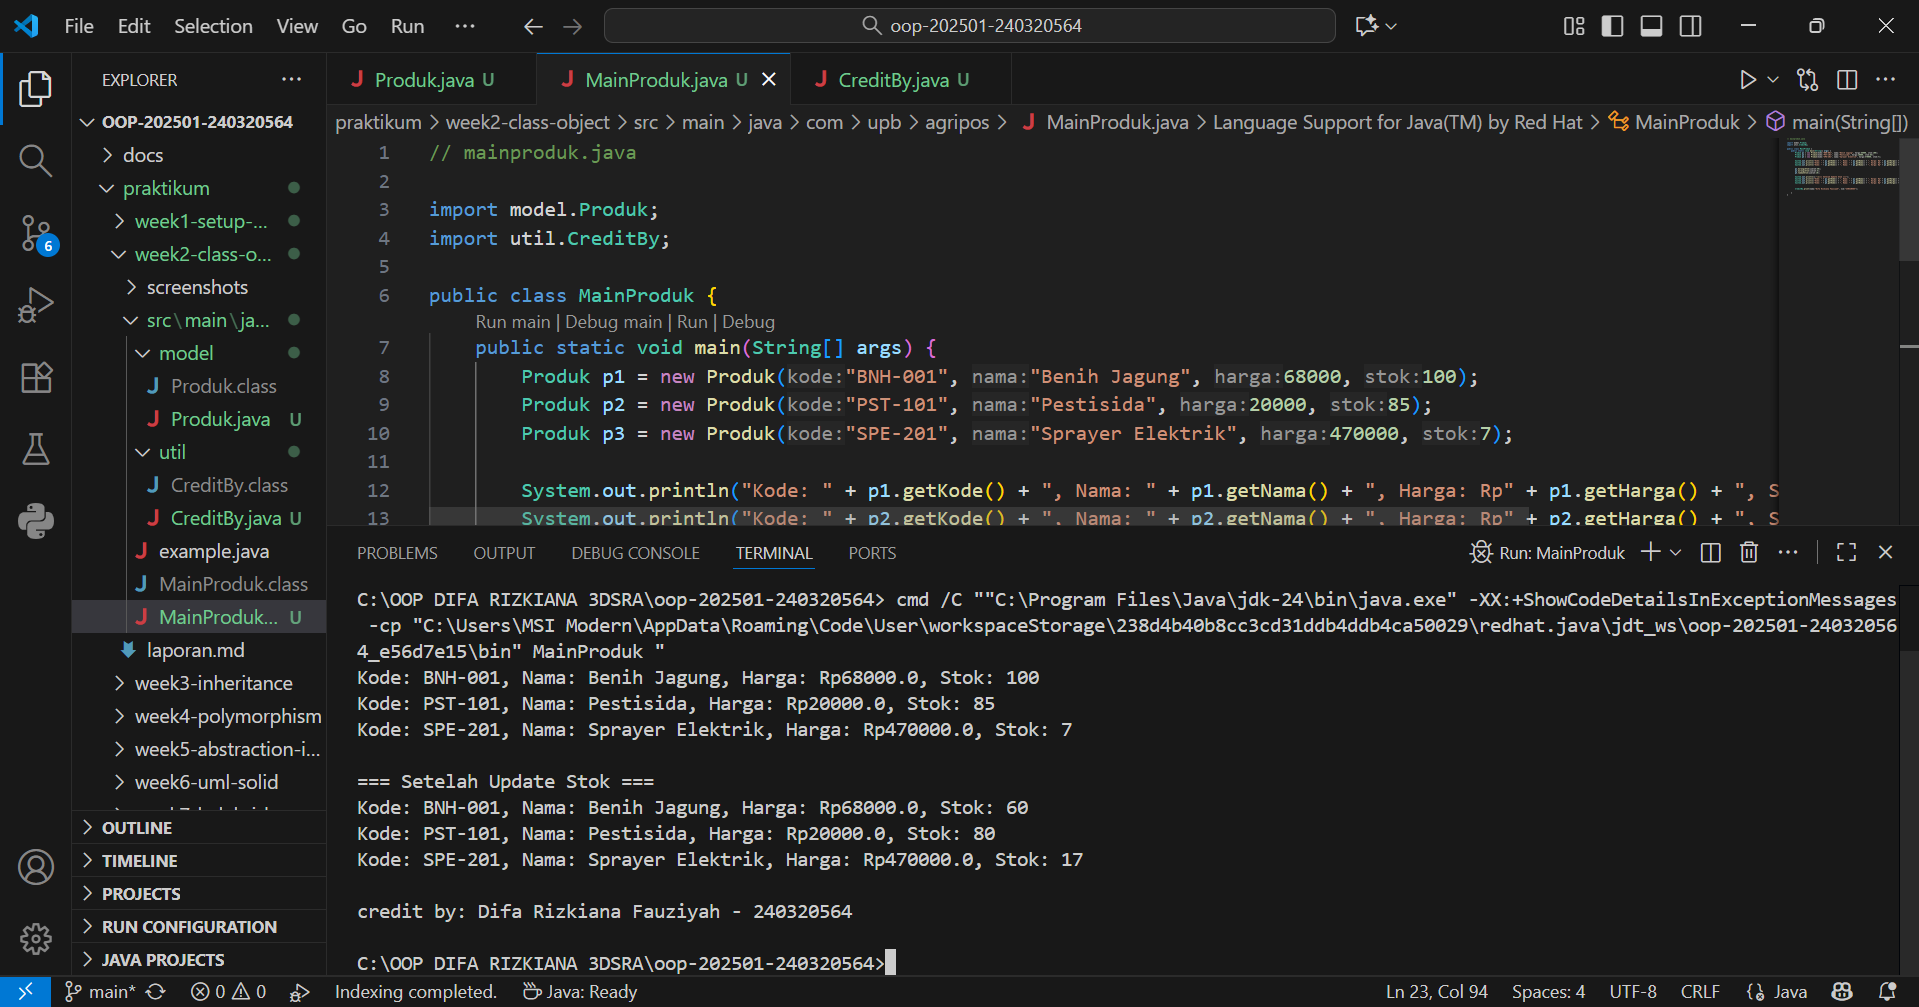 File Edit Selection View Go Run ··· oop-202501-240320564
EXPLORER ···
OOP-202501-240320564
docs
praktikum
week1-setup-...
week2-class-o...
screenshots
src\main\ja...
model
Produk.class
Produk.java U
util
CreditBy.class
CreditBy.java U
example.java
MainProduk.class
MainProduk... U
laporan.md
week3-inheritance
week4-polymorphism
week5-abstraction-i...
week6-uml-solid
OUTLINE
TIMELINE
PROJECTS
RUN CONFIGURATION
JAVA PROJECTS
6
Produk.java U MainProduk.java U CreditBy.java U
praktikum > week2-class-object > src > main > java > com > upb > agripos > MainProduk.java > Language Support for Java(TM) by Red Hat > MainProduk > main(String[])
1 // mainproduk.java
2
3 import model.Produk;
4 import util.CreditBy;
5
6 public class MainProduk {
Run main | Debug main | Run | Debug
7 public static void main(String[] args) {
8 Produk p1 = new Produk(kode:"BNH-001", nama:"Benih Jagung", harga:68000, stok:100);
9 Produk p2 = new Produk(kode:"PST-101", nama:"Pestisida", harga:20000, stok:85);
10 Produk p3 = new Produk(kode:"SPE-201", nama:"Sprayer Elektrik", harga:470000, stok:7);
11
12 System.out.println("Kode: " + p1.getKode() + ", Nama: " + p1.getNama() + ", Harga: Rp" + p1.getHarga() + ", S
13 System.out.println("Kode: " + p2.getKode() + ", Nama: " + p2.getNama() + ", Harga: Rp" + p2.getHarga() + ", S
PROBLEMS OUTPUT DEBUG CONSOLE TERMINAL PORTS Run: MainProduk
C:\OOP DIFA RIZKIANA 3DSRA\oop-202501-240320564> cmd /C ""C:\Program Files\Java\jdk-24\bin\java.exe" -XX:+ShowCodeDetailsInExceptionMessages
-cp "C:\Users\MSI Modern\AppData\Roaming\Code\User\workspaceStorage\238d4b40b8cc3cd31ddb4ddb4ca50029\redhat.java\jdt_ws\oop-202501-24032056
4_e56d7e15\bin" MainProduk "
Kode: BNH-001, Nama: Benih Jagung, Harga: Rp68000.0, Stok: 100
Kode: PST-101, Nama: Pestisida, Harga: Rp20000.0, Stok: 85
Kode: SPE-201, Nama: Sprayer Elektrik, Harga: Rp470000.0, Stok: 7
=== Setelah Update Stok ===
Kode: BNH-001, Nama: Benih Jagung, Harga: Rp68000.0, Stok: 60
Kode: PST-101, Nama: Pestisida, Harga: Rp20000.0, Stok: 80
Kode: SPE-201, Nama: Sprayer Elektrik, Harga: Rp470000.0, Stok: 17
credit by: Difa Rizkiana Fauziyah - 240320564
C:\OOP DIFA RIZKIANA 3DSRA\oop-202501-240320564>
main* 0 0 Indexing completed. Java: Ready Ln 23, Col 94 Spaces: 4 UTF-8 CRLF Java